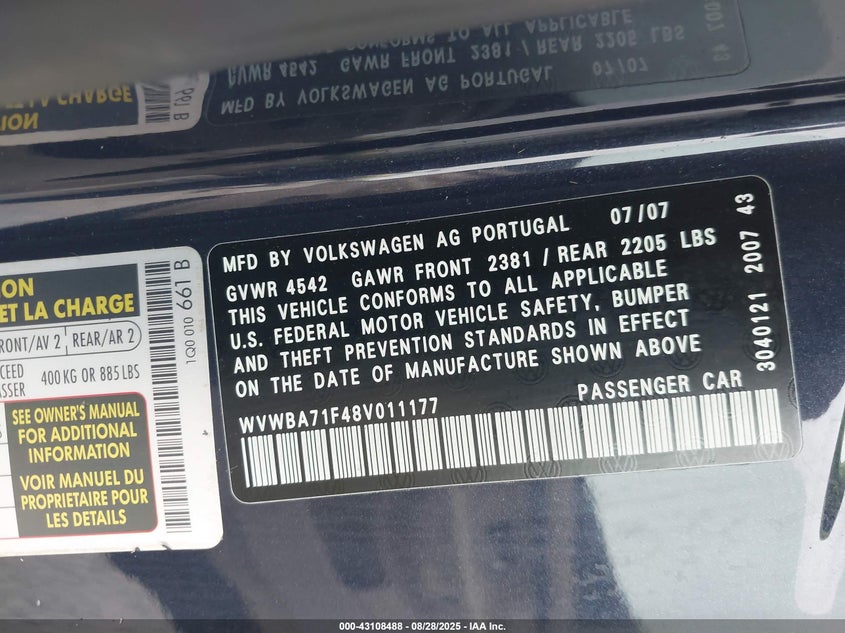 MFD BY VOLKSWAGEN AG PORTUGAL 07/07
GVWR 4542 GAWR FRONT 2381 / REAR 2205 LBS
THIS VEHICLE CONFORMS TO ALL APPLICABLE
U.S. FEDERAL MOTOR VEHICLE SAFETY, BUMPER
AND THEFT PREVENTION STANDARDS IN EFFECT
ON THE DATE OF MANUFACTURE SHOWN ABOVE
WVWBA71F48V011177 PASSENGER CAR
3040121 2007 43
ION
ET LA CHARGE
FRONT/AV 2 REAR/AR 2
400 KG OR 885 LBS
SEE OWNER'S MANUAL
FOR ADDITIONAL
INFORMATION
VOIR MANUEL DU
PROPRIETAIRE POUR
LES DETAILS
1Q0 010 661 B
000-43108488 - 08/28/2025 - IAA Inc.